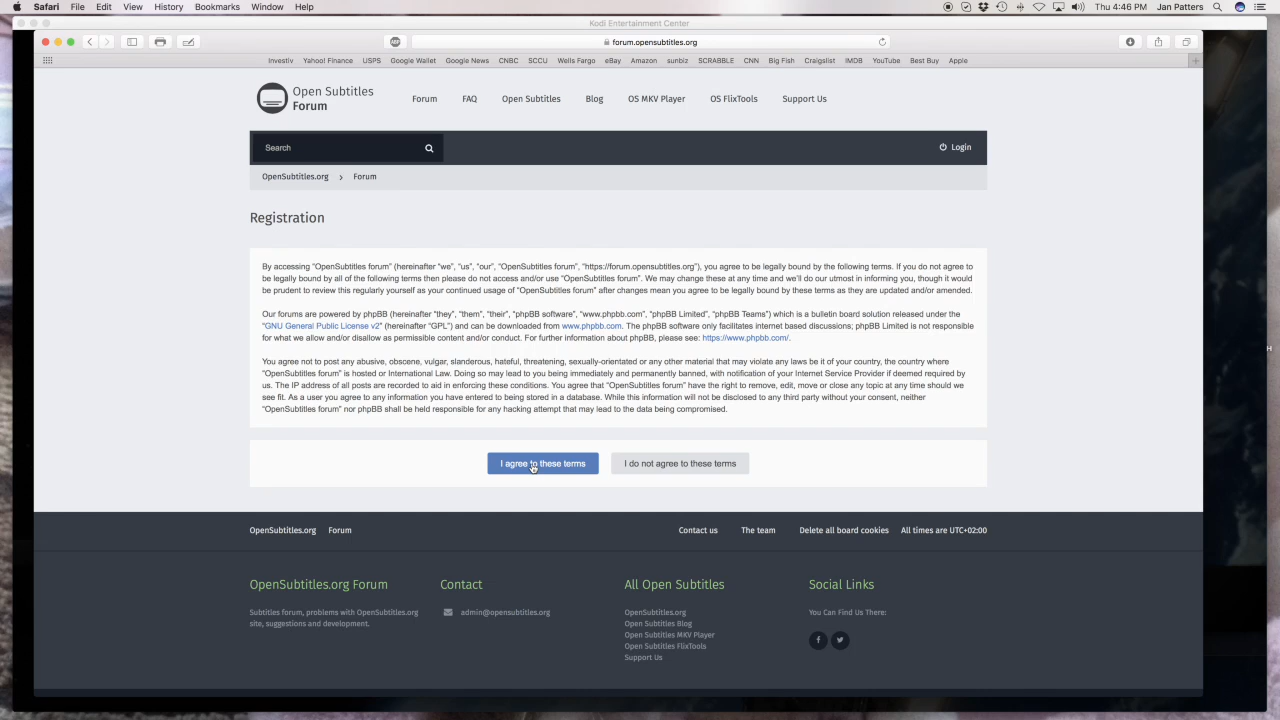 Safari File Edit View History Bookmarks Window Help
Thu 4:46 PM Jan Patters
Kodi Entertainment Center
forum.opensubtitles.org
Investiv Yahoo! Finance USPS Google Wallet Google News CNBC SCCU Wells Fargo eBay Amazon sunbiz SCRABBLE CNN Big Fish Craigslist IMDB YouTube Best Buy Apple
Open Subtitles
Forum
Forum FAQ Open Subtitles Blog OS MKV Player OS FlixTools Support Us
Search
Login
OpenSubtitles.org › Forum
Registration
By accessing “OpenSubtitles forum” (hereinafter “we”, “us”, “our”, “OpenSubtitles forum”, “https://forum.opensubtitles.org”), you agree to be legally bound by the following terms. If you do not agree to
be legally bound by all of the following terms then please do not access and/or use “OpenSubtitles forum”. We may change these at any time and we’ll do our utmost in informing you, though it would
be prudent to review this regularly yourself as your continued usage of “OpenSubtitles forum” after changes mean you agree to be legally bound by these terms as they are updated and/or amended.
Our forums are powered by phpBB (hereinafter “they”, “them”, “their”, “phpBB software”, “www.phpbb.com”, “phpBB Limited”, “phpBB Teams”) which is a bulletin board solution released under the
“GNU General Public License v2” (hereinafter “GPL”) and can be downloaded from www.phpbb.com. The phpBB software only facilitates internet based discussions; phpBB Limited is not responsible
for what we allow and/or disallow as permissible content and/or conduct. For further information about phpBB, please see: https://www.phpbb.com/.
You agree not to post any abusive, obscene, vulgar, slanderous, hateful, threatening, sexually-orientated or any other material that may violate any laws be it of your country, the country where
“OpenSubtitles forum” is hosted or International Law. Doing so may lead to you being immediately and permanently banned, with notification of your Internet Service Provider if deemed required by
us. The IP address of all posts are recorded to aid in enforcing these conditions. You agree that “OpenSubtitles forum” have the right to remove, edit, move or close any topic at any time should we
see fit. As a user you agree to any information you have entered to being stored in a database. While this information will not be disclosed to any third party without your consent, neither
“OpenSubtitles forum” nor phpBB shall be held responsible for any hacking attempt that may lead to the data being compromised.
I agree to these terms I do not agree to these terms
OpenSubtitles.org Forum Contact us The team Delete all board cookies All times are UTC+02:00
OpenSubtitles.org Forum Contact All Open Subtitles Social Links
Subtitles forum, problems with OpenSubtitles.org
site, suggestions and development.
admin@opensubtitles.org
OpenSubtitles.org
Open Subtitles Blog
Open Subtitles MKV Player
Open Subtitles FlixTools
Support Us
You Can Find Us There: